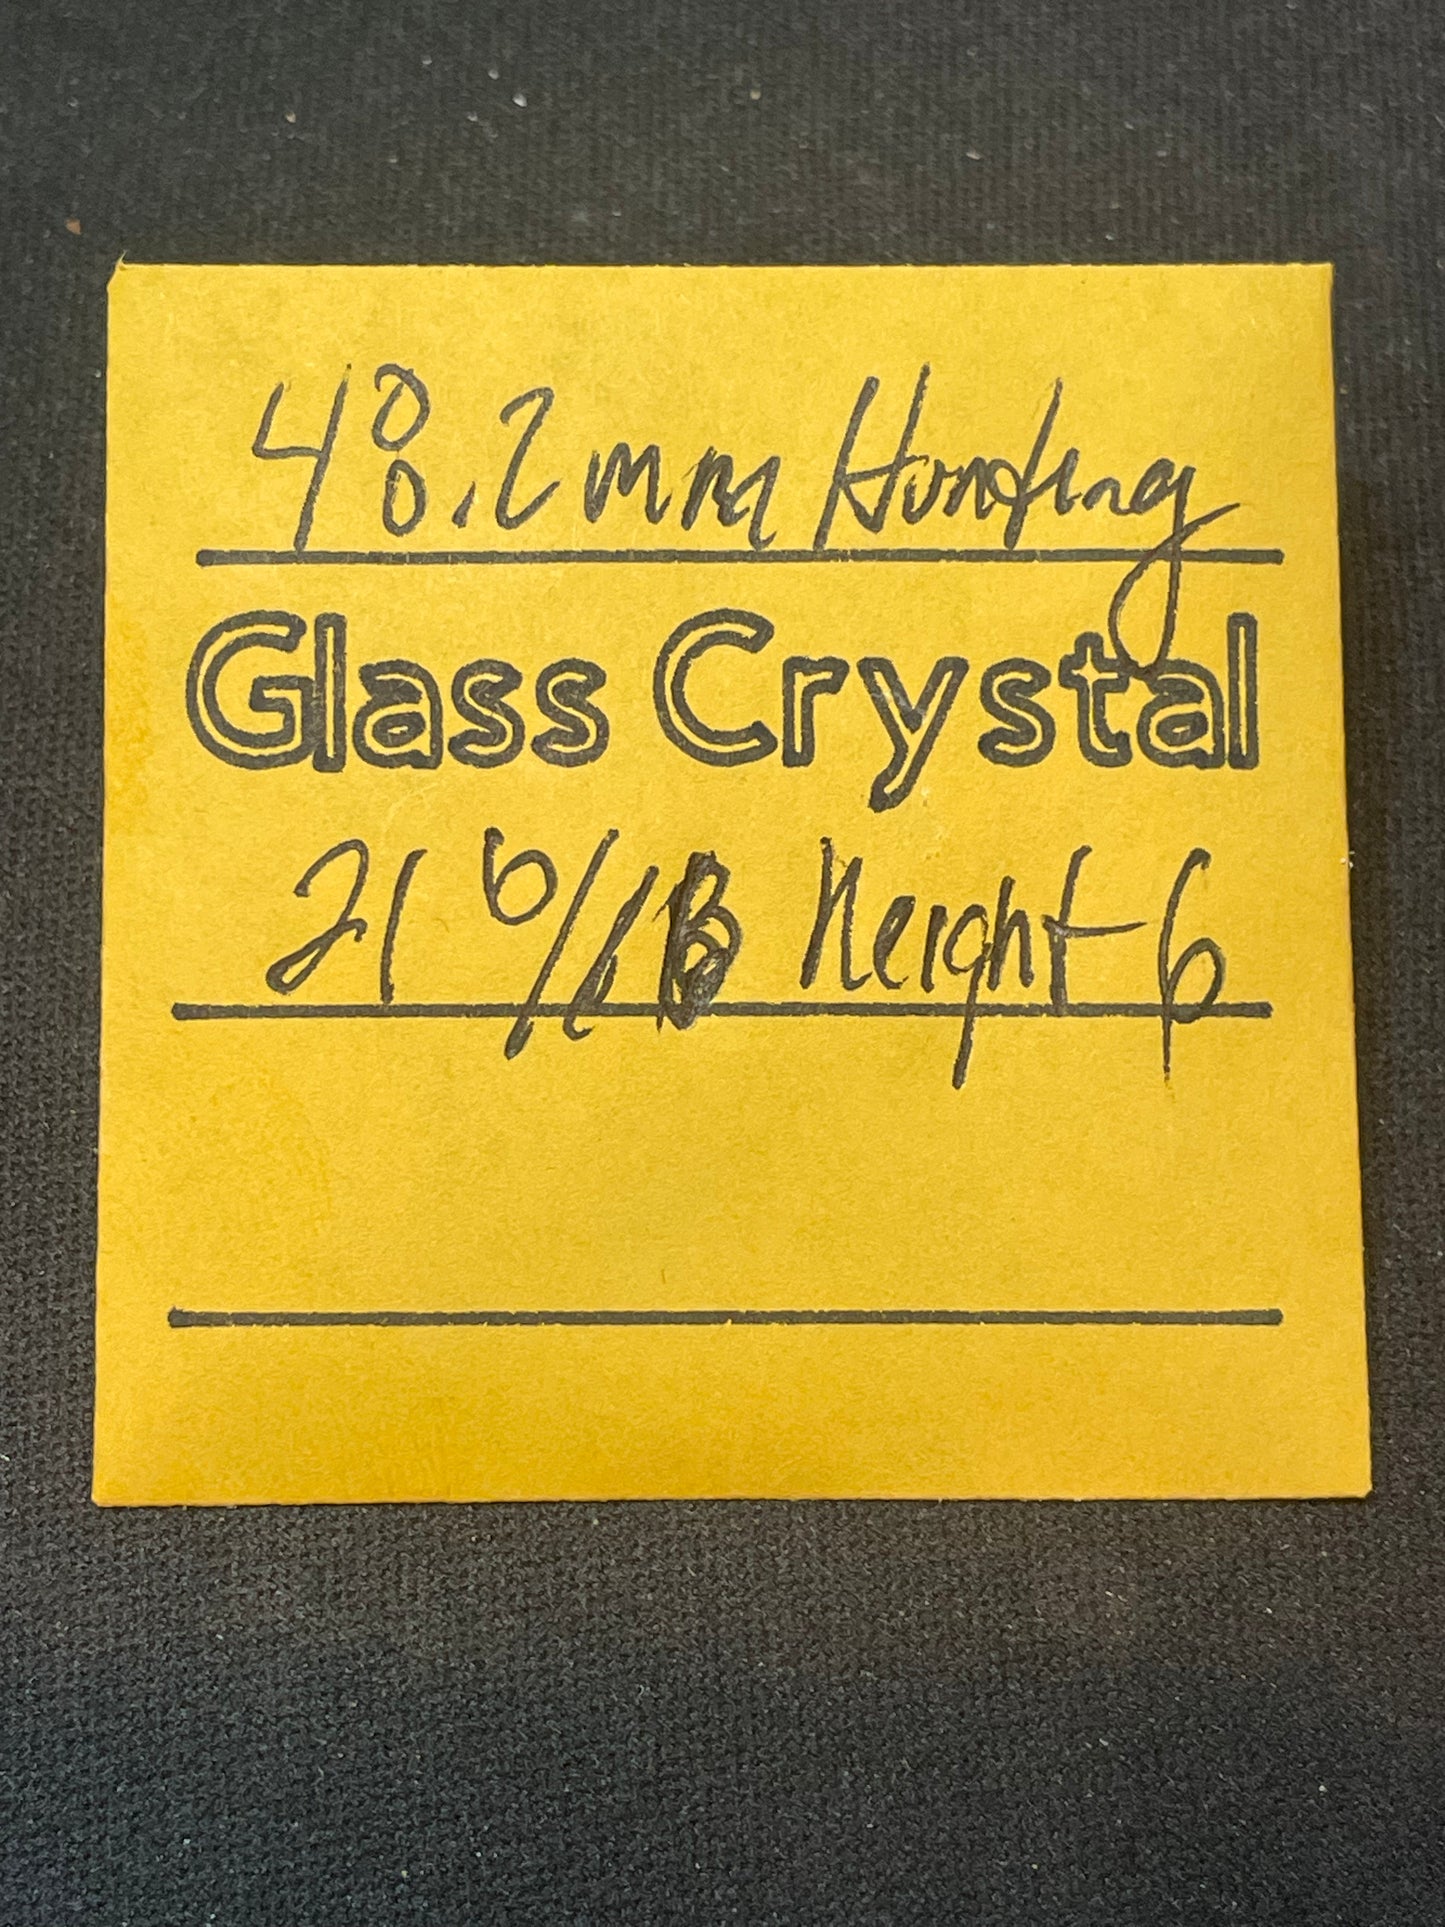 48.2mm Hunting
Glass Crystal
21 6/16 Height 6